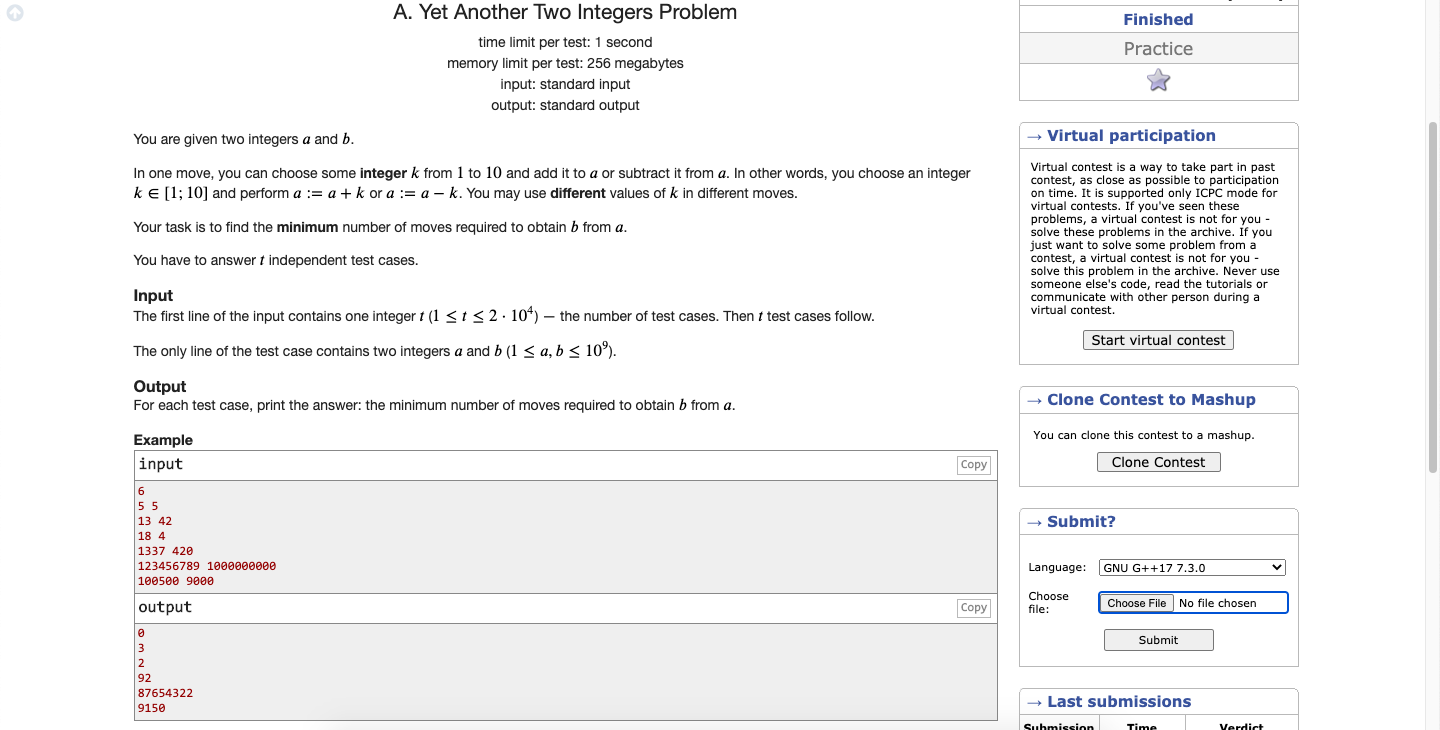 A. Yet Another Two Integers Problem
time limit per test: 1 second
memory limit per test: 256 megabytes
input: standard input
output: standard output
You are given two integers a and b.
In one move, you can choose some integer k from 1 to 10 and add it to a or subtract it from a. In other words, you choose an integer
k ∈ [1; 10] and perform a := a + k or a := a − k. You may use different values of k in different moves.
Your task is to find the minimum number of moves required to obtain b from a.
You have to answer t independent test cases.
Input
The first line of the input contains one integer t (1 ≤ t ≤ 2 · 10⁴) — the number of test cases. Then t test cases follow.
The only line of the test case contains two integers a and b (1 ≤ a, b ≤ 10⁹).
Output
For each test case, print the answer: the minimum number of moves required to obtain b from a.
Example
input
Copy
6
5 5
13 42
18 4
1337 420
123456789 1000000000
100500 9000
output
Copy
0
3
2
92
87654322
9150
Finished
Practice
→ Virtual participation
Virtual contest is a way to take part in past
contest, as close as possible to participation
on time. It is supported only ICPC mode for
virtual contests. If you've seen these
problems, a virtual contest is not for you -
solve these problems in the archive. If you
just want to solve some problem from a
contest, a virtual contest is not for you -
solve this problem in the archive. Never use
someone else's code, read the tutorials or
communicate with other person during a
virtual contest.
Start virtual contest
→ Clone Contest to Mashup
You can clone this contest to a mashup.
Clone Contest
→ Submit?
Language:
GNU G++17 7.3.0
Choose
file:
Choose File No file chosen
Submit
→ Last submissions
Submission Time Verdict